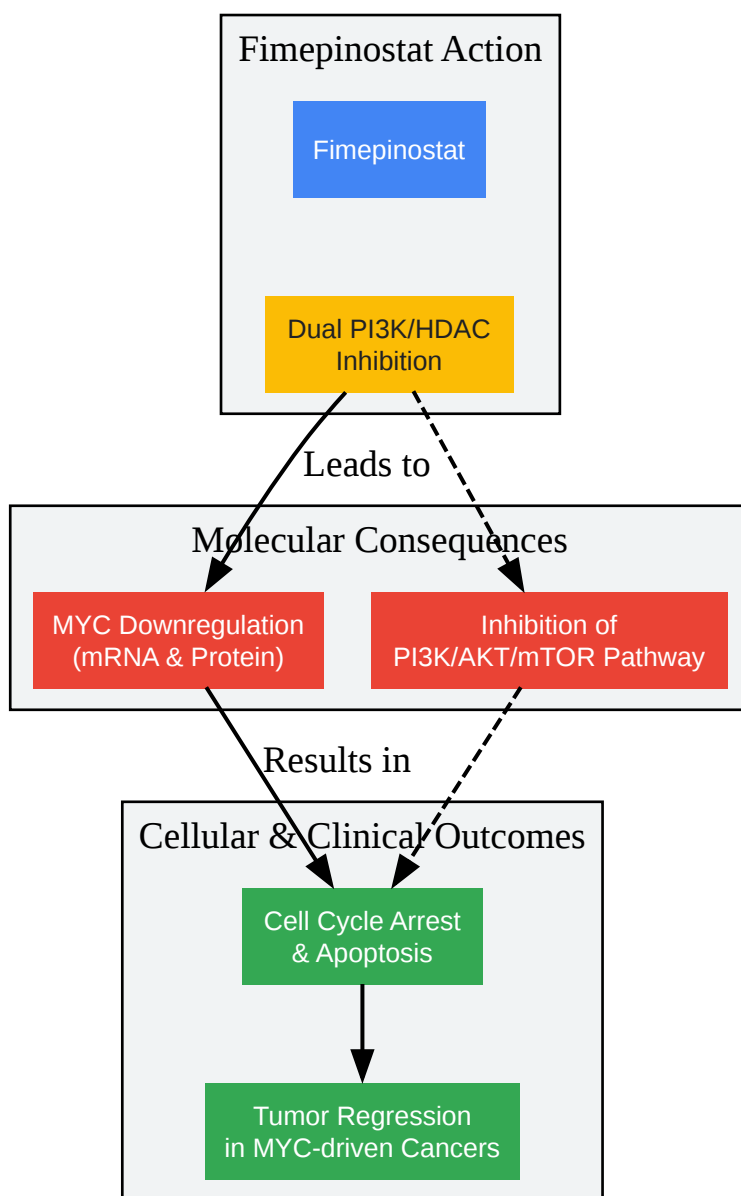 Fimepinostat Action
Fimepinostat
Dual PI3K/HDAC
Inhibition
Leads to
Molecular Consequences
MYC Downregulation
(mRNA & Protein)
Inhibition of
PI3K/AKT/mTOR Pathway
Results in
Cellular & Clinical Outcomes
Cell Cycle Arrest
& Apoptosis
Tumor Regression
in MYC-driven Cancers